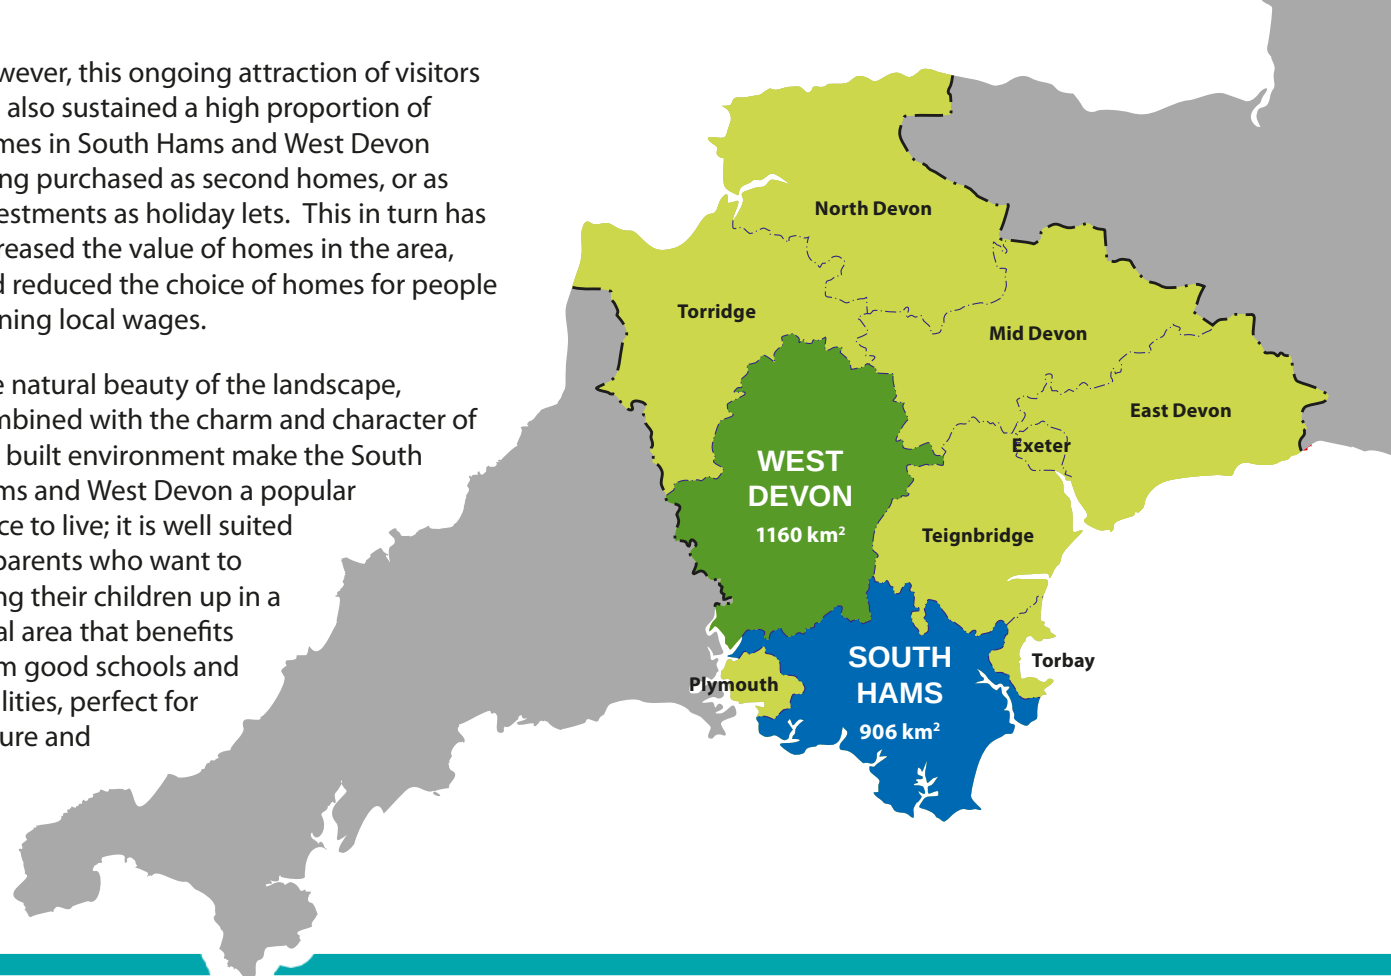 wever, this ongoing attraction of visitors
also sustained a high proportion of
mes in South Hams and West Devon
ng purchased as second homes, or as
estments as holiday lets.  This in turn has
reased the value of homes in the area,
d reduced the choice of homes for people
ning local wages.
e natural beauty of the landscape,
mbined with the charm and character of
built environment make the South
ms and West Devon a popular
ce to live; it is well suited
parents who want to
ng their children up in a
al area that benefits
m good schools and
lities, perfect for
ure and
North Devon
Torridge
Mid Devon
East Devon
Exeter
WEST
DEVON
1160 km²
Teignbridge
SOUTH
HAMS
906 km²
Torbay
Plymouth